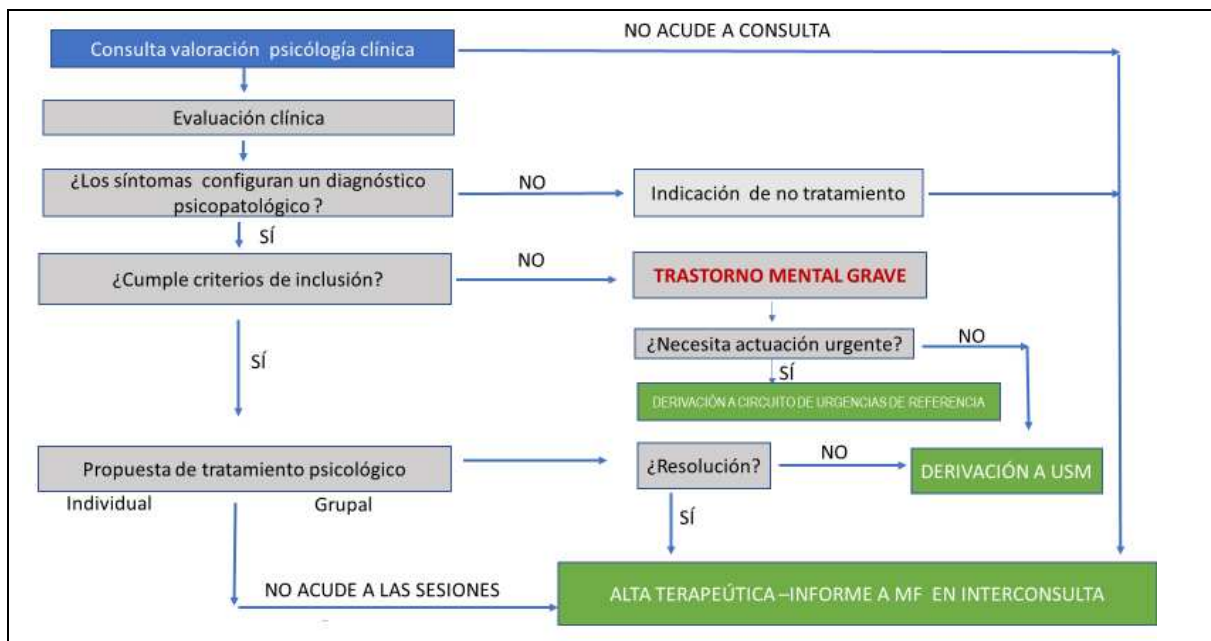 NO ACUDE A CONSULTA
Consulta valoración psicólogía clínica
Evaluación clínica
¿Los síntomas configuran un diagnóstico
psicopatológico ?
NO
Indicación de no tratamiento
SÍ
¿Cumple criterios de inclusión?
NO
TRASTORNO MENTAL GRAVE
¿Necesita actuación urgente?
NO
SÍ
SÍ
DERIVACIÓN A CIRCUITO DE URGENCIAS DE REFERENCIA
Propuesta de tratamiento psicológico
¿Resolución?
NO
DERIVACIÓN A USM
Individual
Grupal
SÍ
NO ACUDE A LAS SESIONES
ALTA TERAPEÚTICA –INFORME A MF EN INTERCONSULTA